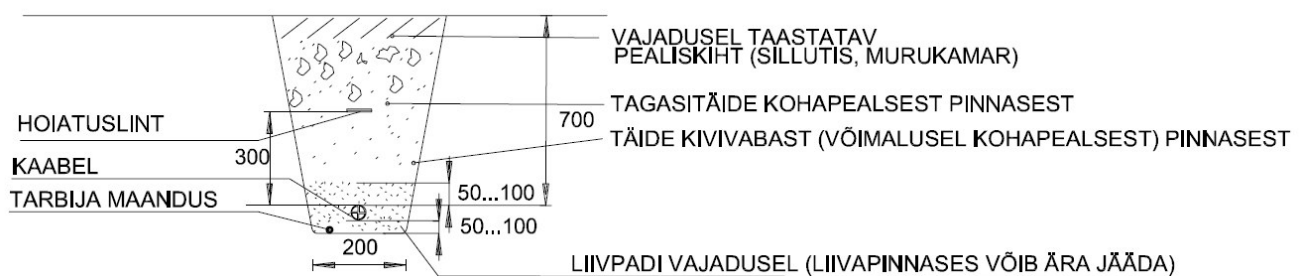 VAJADUSEL TAASTATAV
PEALISKIHT (SILLUTIS, MURUKAMAR)
TAGASITÄIDE KOHAPEALSEST PINNASEST
700
HOIATUSLINT
TÄIDE KIVIVABAST (VÕIMALUSEL KOHAPEALSEST) PINNASEST
300
KAABEL
50...100
TARBIJA MAANDUS
50...100
200
LIIVPADI VAJADUSEL (LIIVAPINNASES VÕIB ÄRA JÄÄDA)